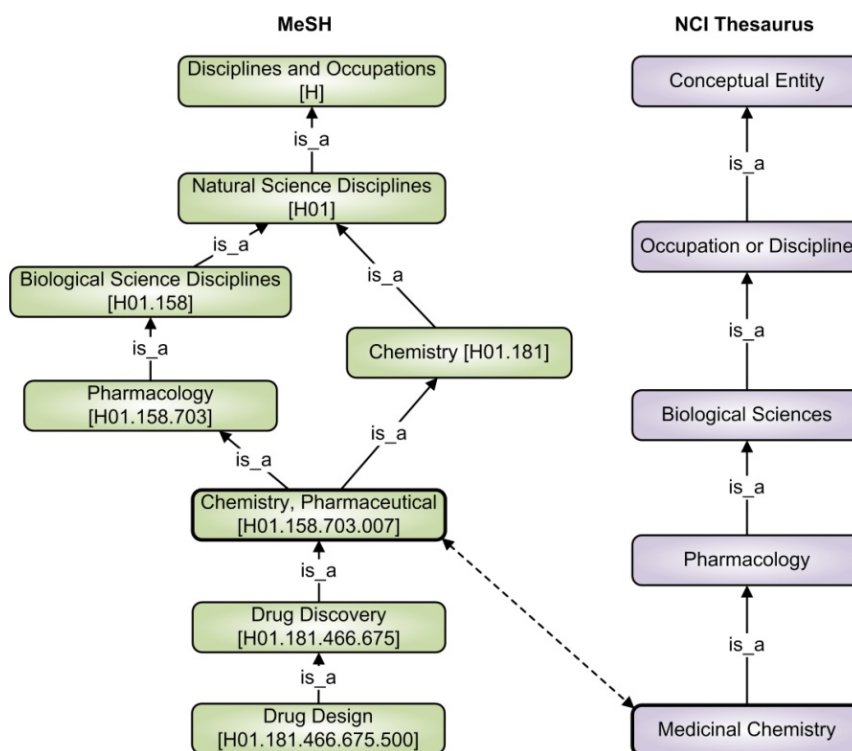 MeSH
NCI Thesaurus
Disciplines and Occupations
[H]
Conceptual Entity
is_a
is_a
Natural Science Disciplines
[H01]
is_a
Occupation or Discipline
Biological Science Disciplines
[H01.158]
is_a
is_a
Chemistry [H01.181]
is_a
is_a
Pharmacology
[H01.158.703]
Biological Sciences
is_a
is_a
is_a
Chemistry, Pharmaceutical
[H01.158.703.007]
Pharmacology
is_a
Drug Discovery
[H01.181.466.675]
is_a
is_a
Drug Design
[H01.181.466.675.500]
Medicinal Chemistry